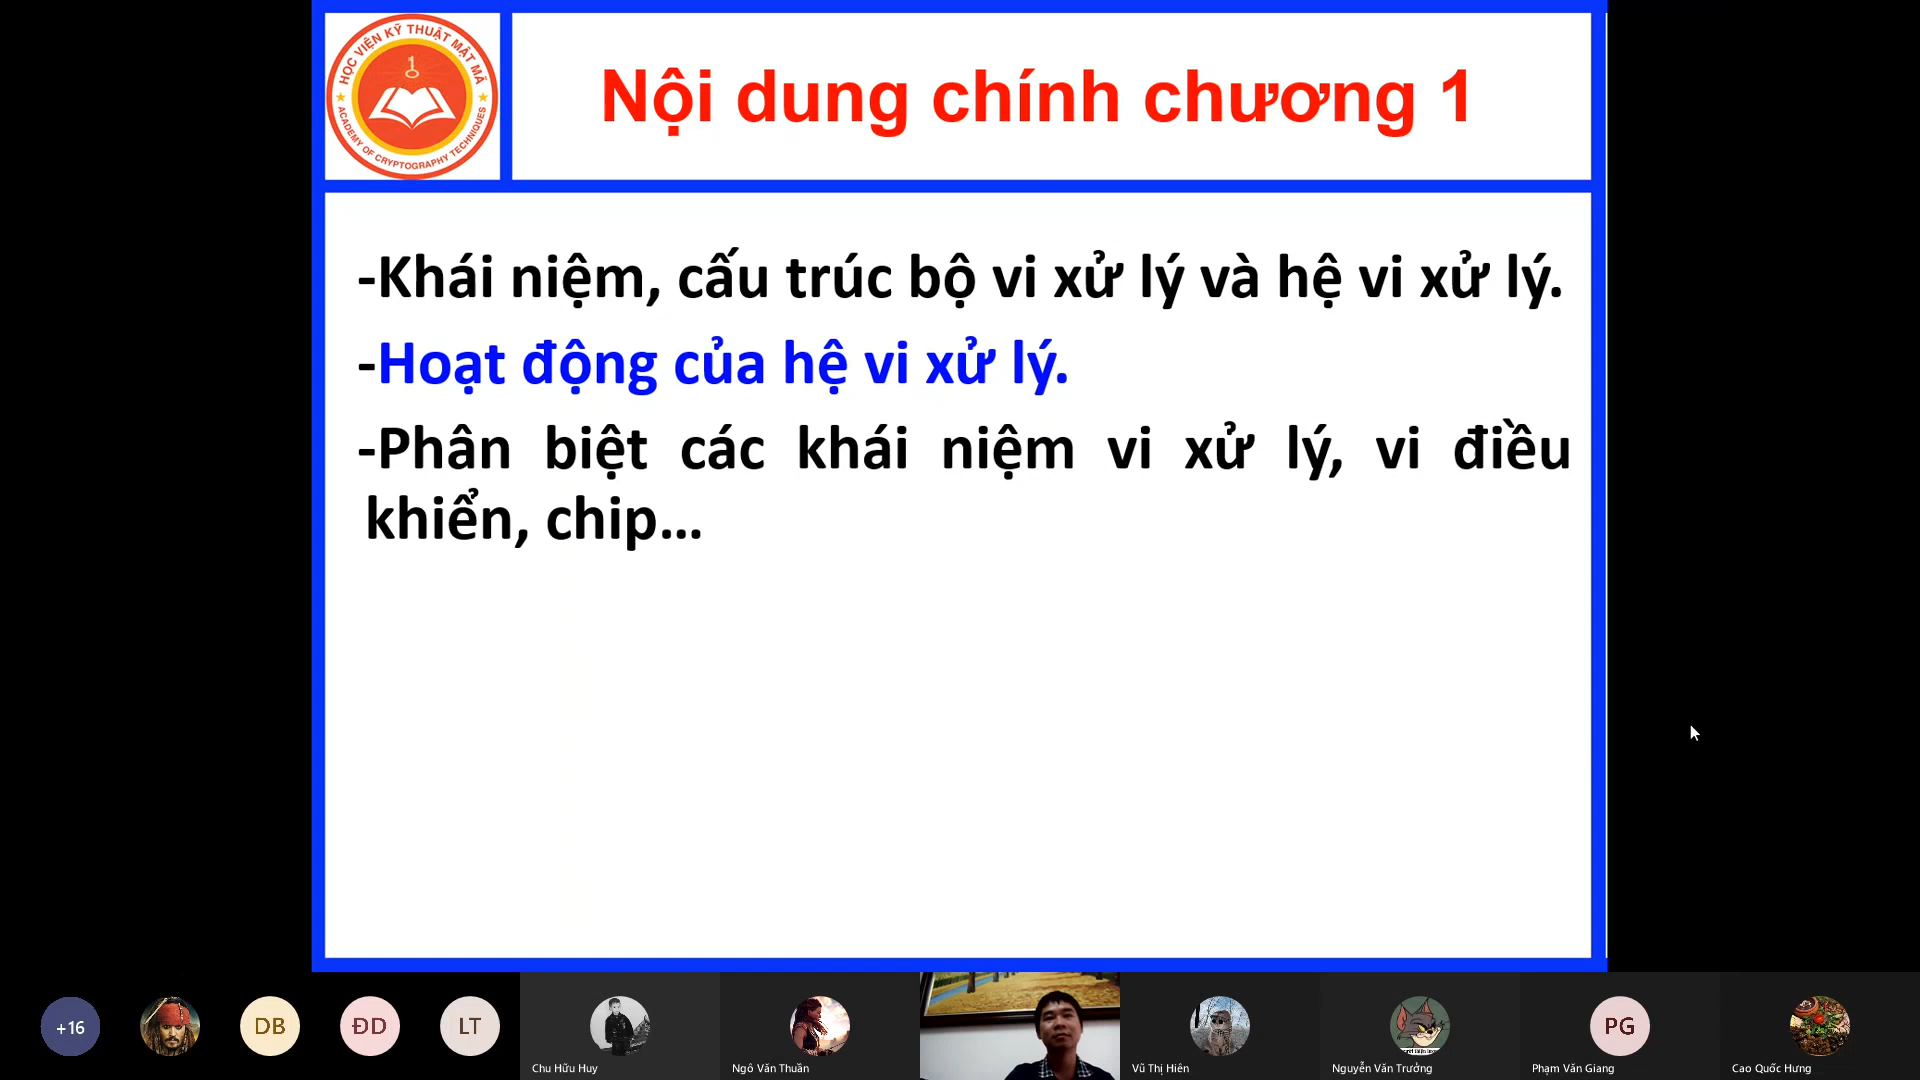 HỌC VIỆN KỸ THUẬT MẬT MÃ
ACADEMY OF CRYPTOGRAPHY TECHNIQUES
Nội dung chính chương 1
-Khái niệm, cấu trúc bộ vi xử lý và hệ vi xử lý.
-Hoạt động của hệ vi xử lý.
-Phân biệt các khái niệm vi xử lý, vi điều
khiển, chip...
+16
DB
ĐD
LT
PG
Chu Hữu Huy
Ngô Văn Thuần
Vũ Thị Hiên
Nguyễn Văn Trưởng
Phạm Văn Giang
Cao Quốc Hưng